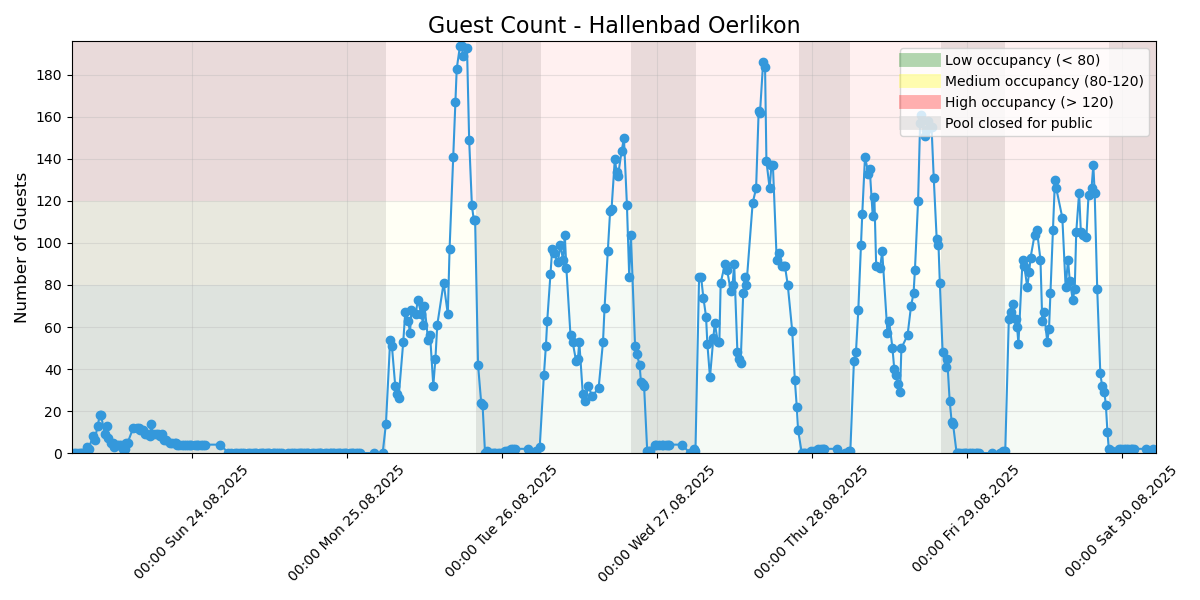 Guest Count - Hallenbad Oerlikon
Number of Guests
180
160
140
120
100
80
60
40
20
0
Low occupancy (< 80)
Medium occupancy (80-120)
High occupancy (> 120)
Pool closed for public
00:00 Sun 24.08.2025
00:00 Mon 25.08.2025
00:00 Tue 26.08.2025
00:00 Wed 27.08.2025
00:00 Thu 28.08.2025
00:00 Fri 29.08.2025
00:00 Sat 30.08.2025